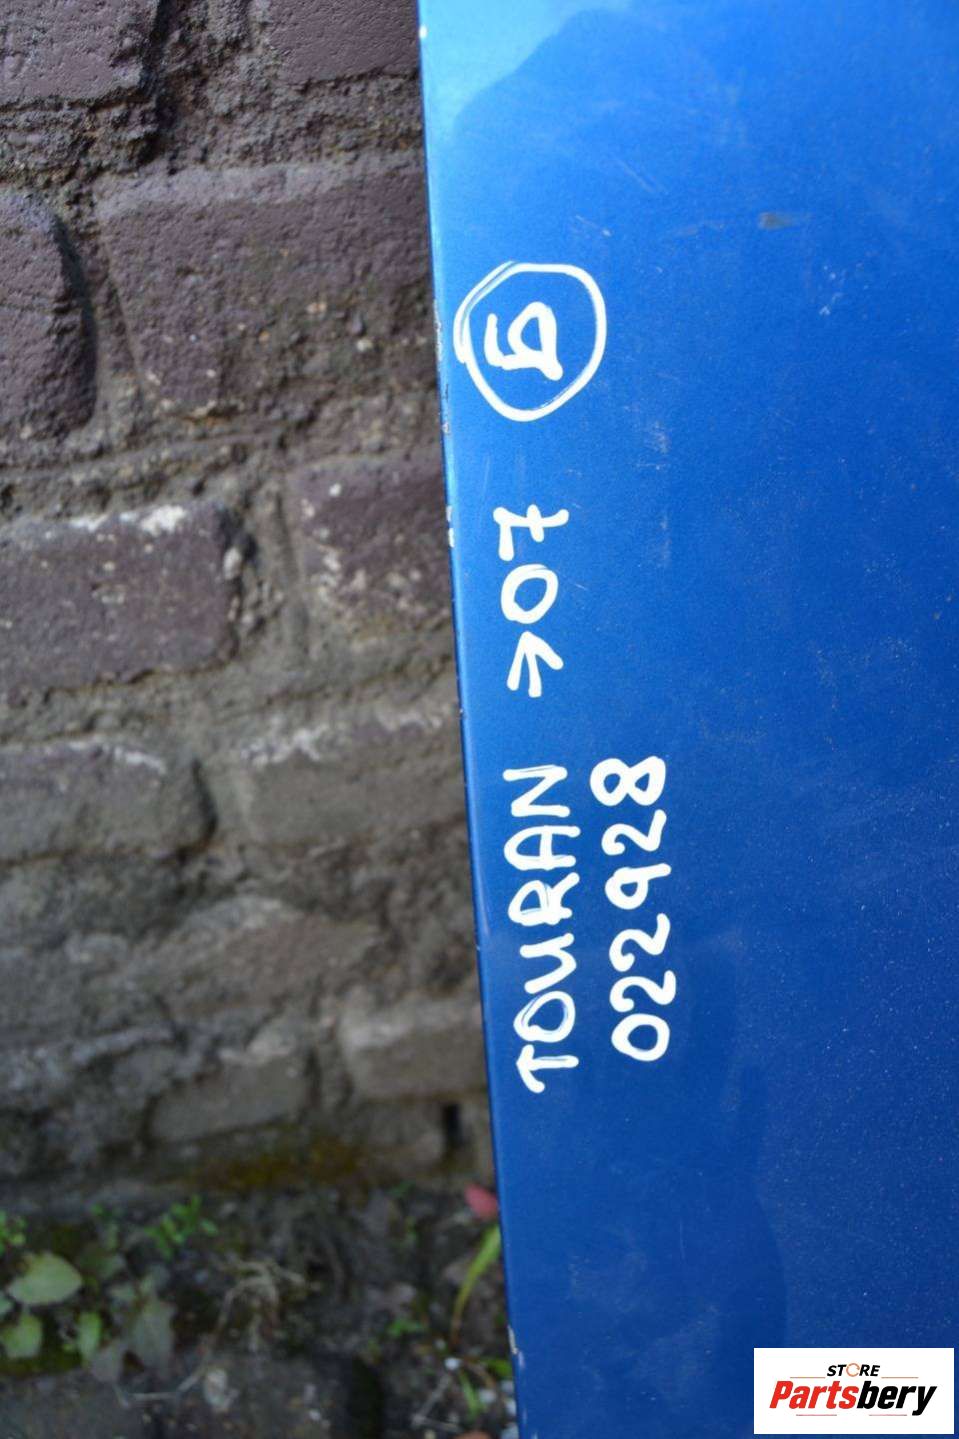 TOURAN →07 5
022928
STORE
Partsbery